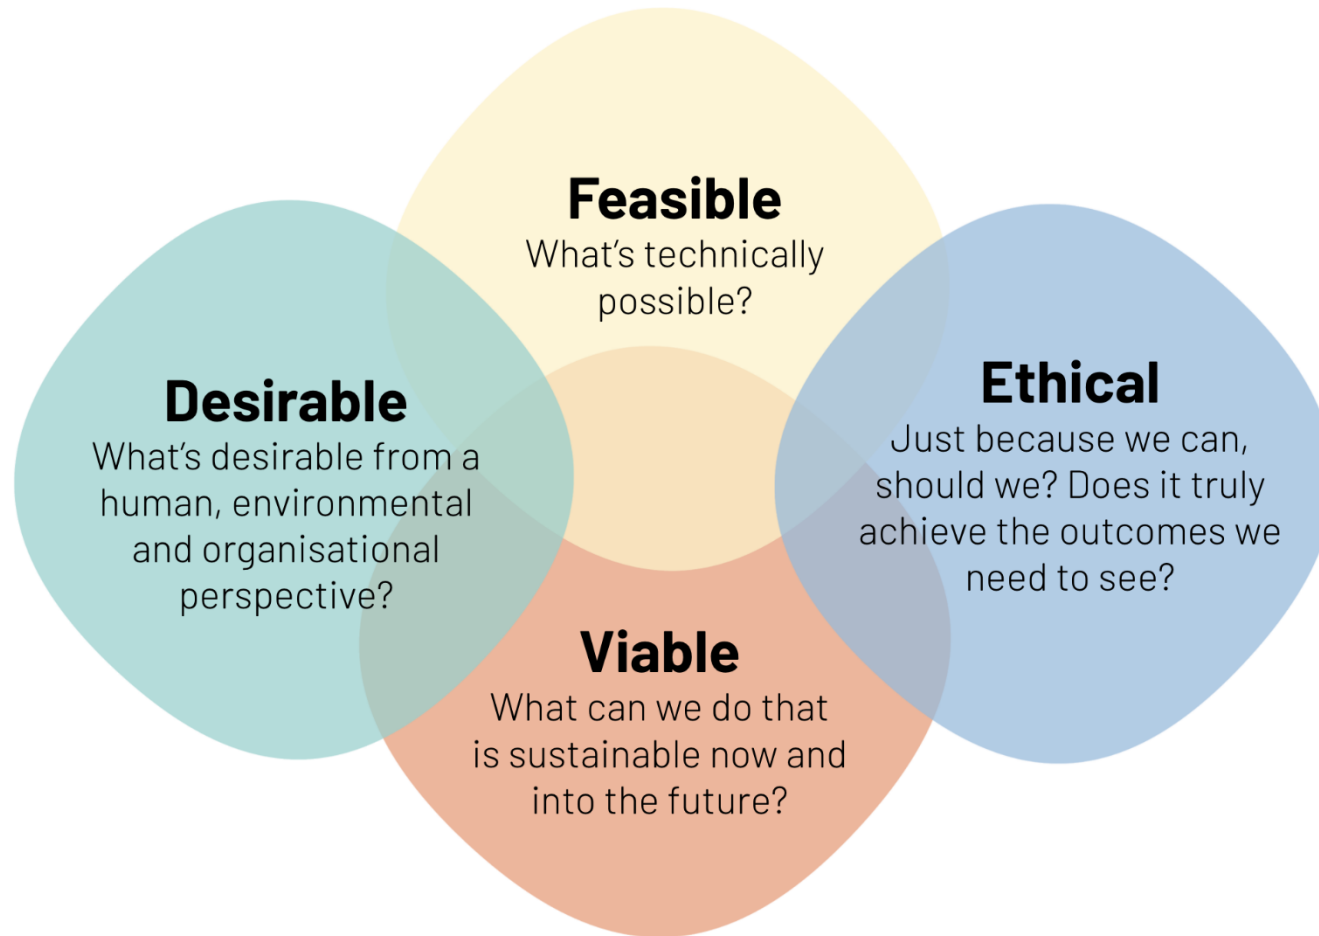 Feasible
What’s technically
possible?
Desirable
What’s desirable from a
human, environmental
and organisational
perspective?
Ethical
Just because we can,
should we? Does it truly
achieve the outcomes we
need to see?
Viable
What can we do that
is sustainable now and
into the future?